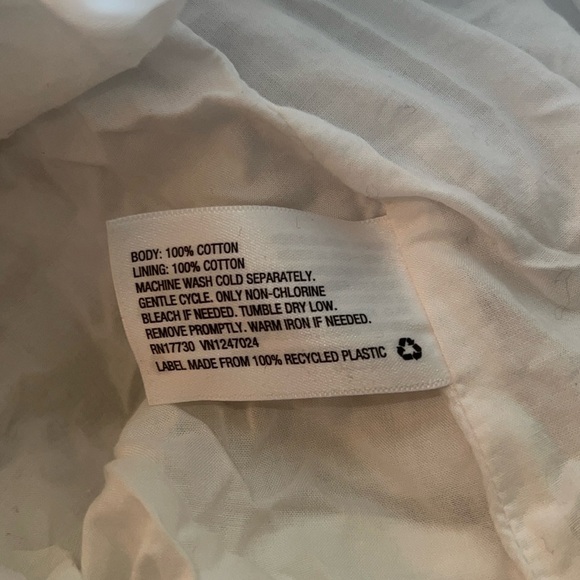 BODY: 100% COTTON
LINING: 100% COTTON
MACHINE WASH COLD SEPARATELY.
GENTLE CYCLE. ONLY NON-CHLORINE
BLEACH IF NEEDED. TUMBLE DRY LOW.
REMOVE PROMPTLY. WARM IRON IF NEEDED.
RN17730 VN1247024
LABEL MADE FROM 100% RECYCLED PLASTIC